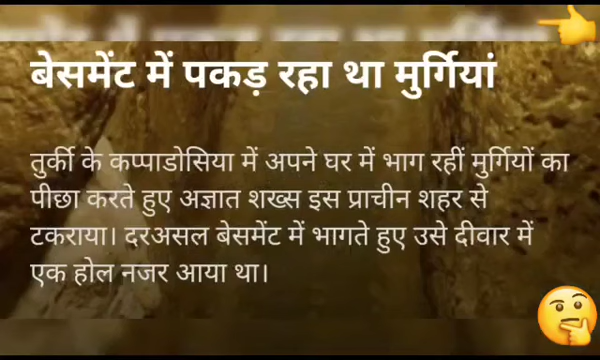 बेसमेंट में पकड़ रहा था मुर्गियां
तुर्की के कप्पाडोसिया में अपने घर में भाग रहीं मुर्गियों का
पीछा करते हुए अज्ञात शख्स इस प्राचीन शहर से
टकराया। दरअसल बेसमेंट में भागते हुए उसे दीवार में
एक होल नजर आया था।